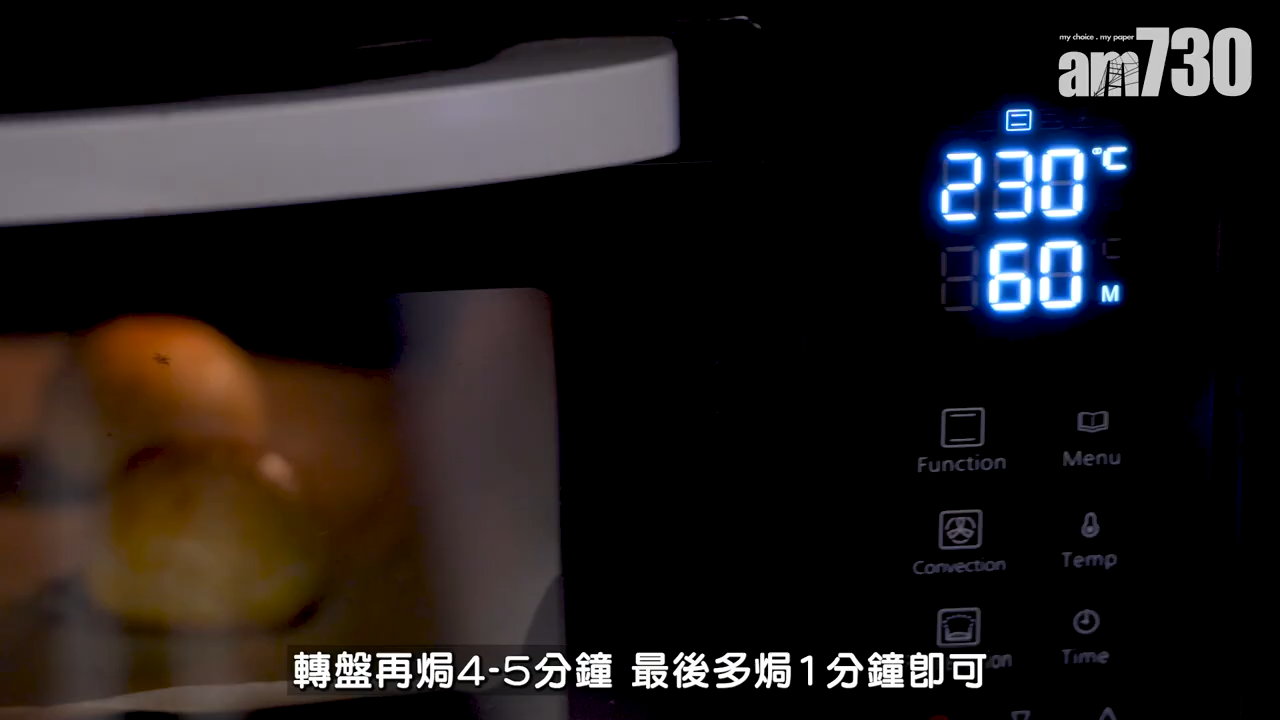 my choice . my paper
am730
230°C
60 M
Function
Menu
Convection
Temp
on
Time
轉盤再焗4-5分鐘 最後多焗1分鐘即可